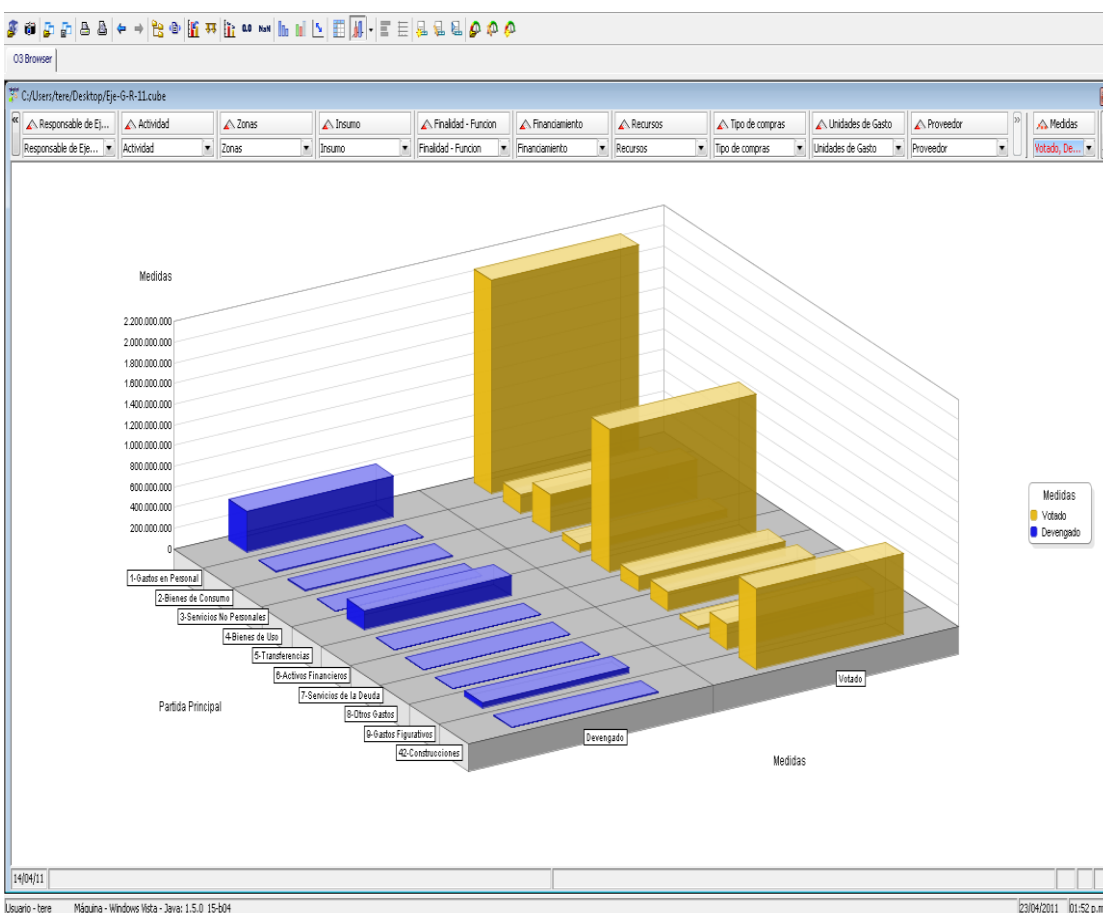 0.0 NaN
O3 Browser
C:/Users/tere/Desktop/Eje-G-R-11.cube
Responsable de Ej... Actividad Zonas Insumo Finalidad - Funcion Financiamiento Recursos Tipo de compras Unidades de Gasto Proveedor Medidas
Responsable de Eje... Actividad Zonas Insumo Finalidad - Funcion Financiamiento Recursos Tipo de compras Unidades de Gasto Proveedor Votado, De...
Medidas
2.200.000.000
2.000.000.000
1.800.000.000
1.600.000.000
1.400.000.000
1.200.000.000
1.000.000.000
800.000.000
600.000.000
400.000.000
200.000.000
0
1-Gastos en Personal
2-Bienes de Consumo
3-Servicios No Personales
4-Bienes de Uso
5-Transferencias
6-Activos Financieros
7-Servicios de la Deuda
8-Otros Gastos
9-Gastos Figurativos
42-Construcciones
Partida Principal
Devengado
Votado
Medidas
Medidas
Votado
Devengado
14/04/11
Usuario - tere Máquina - Windows Vista - Java: 1.5.0_15-b04 23/04/2011 01:52 p.m